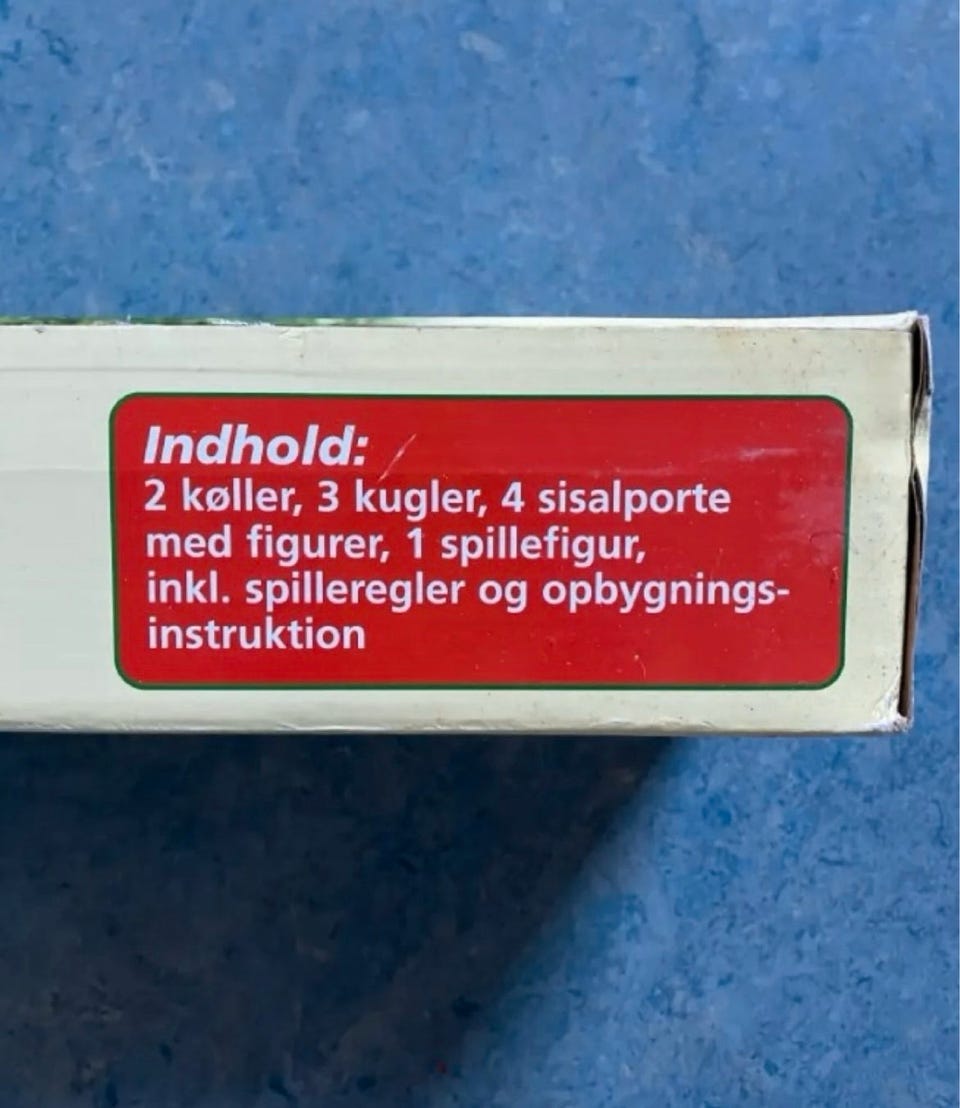 Indhold:
2 køller, 3 kugler, 4 sisalporte
med figurer, 1 spillefigur,
inkl. spilleregler og opbygnings-
instruktion